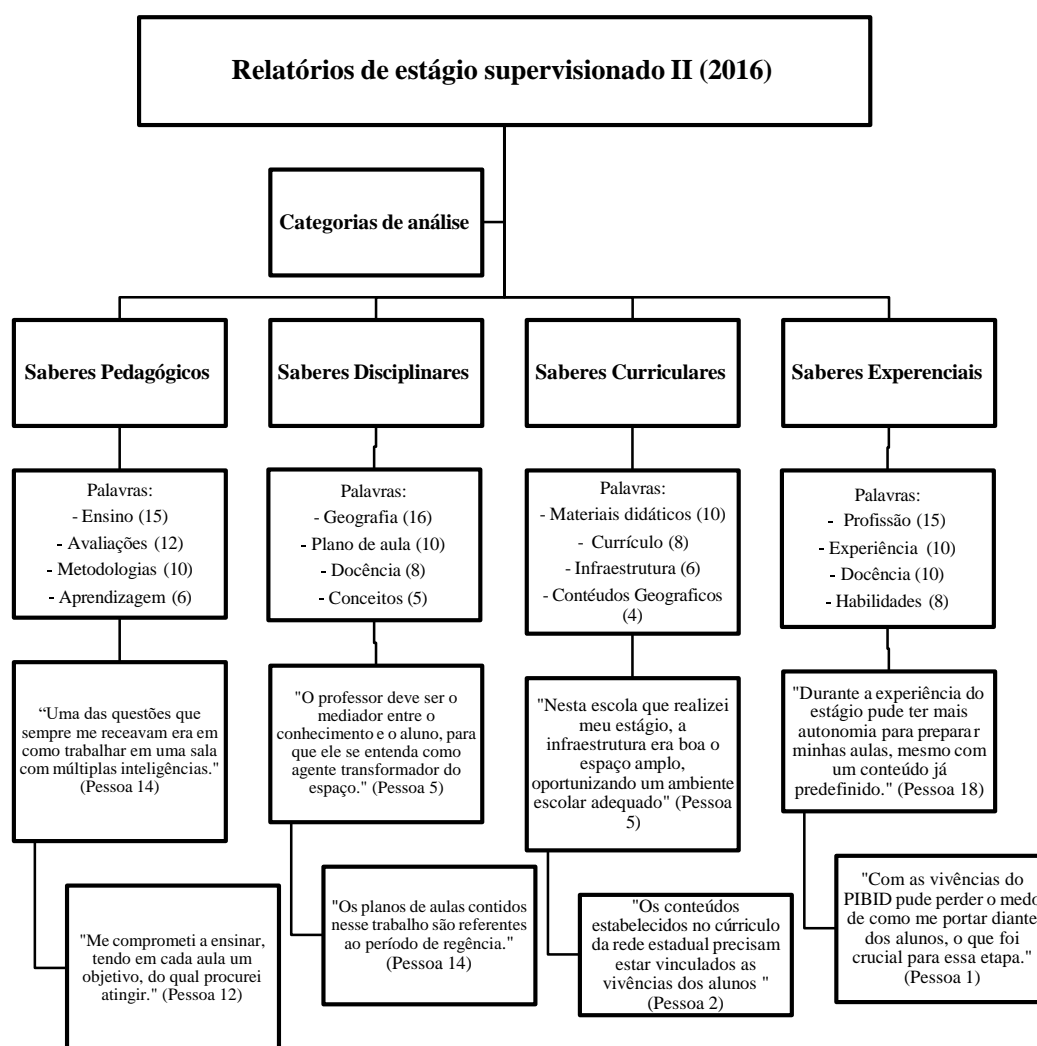 Relatórios de estágio supervisionado II (2016)
Categorias de análise
Saberes Pedagógicos
Saberes Disciplinares
Saberes Curriculares
Saberes Experenciais
Palavras:
- Ensino (15)
- Avaliações (12)
- Metodologias (10)
- Aprendizagem (6)
Palavras:
- Geografia (16)
- Plano de aula (10)
- Docência (8)
- Conceitos (5)
Palavras:
- Materiais didáticos (10)
- Currículo (8)
- Infraestrutura (6)
- Contéudos Geograficos
(4)
Palavras:
- Profissão (15)
- Experiência (10)
- Docência (10)
- Habilidades (8)
“Uma das questões que
sempre me receavam era em
como trabalhar em uma sala
com múltiplas inteligências."
(Pessoa 14)
"O professor deve ser o
mediador entre o
conhecimento e o aluno, para
que ele se entenda como
agente transformador do
espaço." (Pessoa 5)
"Nesta escola que realizei
meu estágio, a
infraestrutura era boa o
espaço amplo,
oportunizando um ambiente
escolar adequado" (Pessoa
5)
"Durante a experiência do
estágio pude ter mais
autonomia para preparar
minhas aulas, mesmo com
um conteúdo já
predefinido." (Pessoa 18)
"Me comprometi a ensinar,
tendo em cada aula um
objetivo, do qual procurei
atingir." (Pessoa 12)
"Os planos de aulas contidos
nesse trabalho são referentes
ao período de regência."
(Pessoa 14)
"Os conteúdos
estabelecidos no cúrriculo
da rede estadual precisam
estar vinculados as
vivências dos alunos "
(Pessoa 2)
"Com as vivências do
PIBID pude perder o medo
de como me portar diante
dos alunos, o que foi
crucial para essa etapa."
(Pessoa 1)